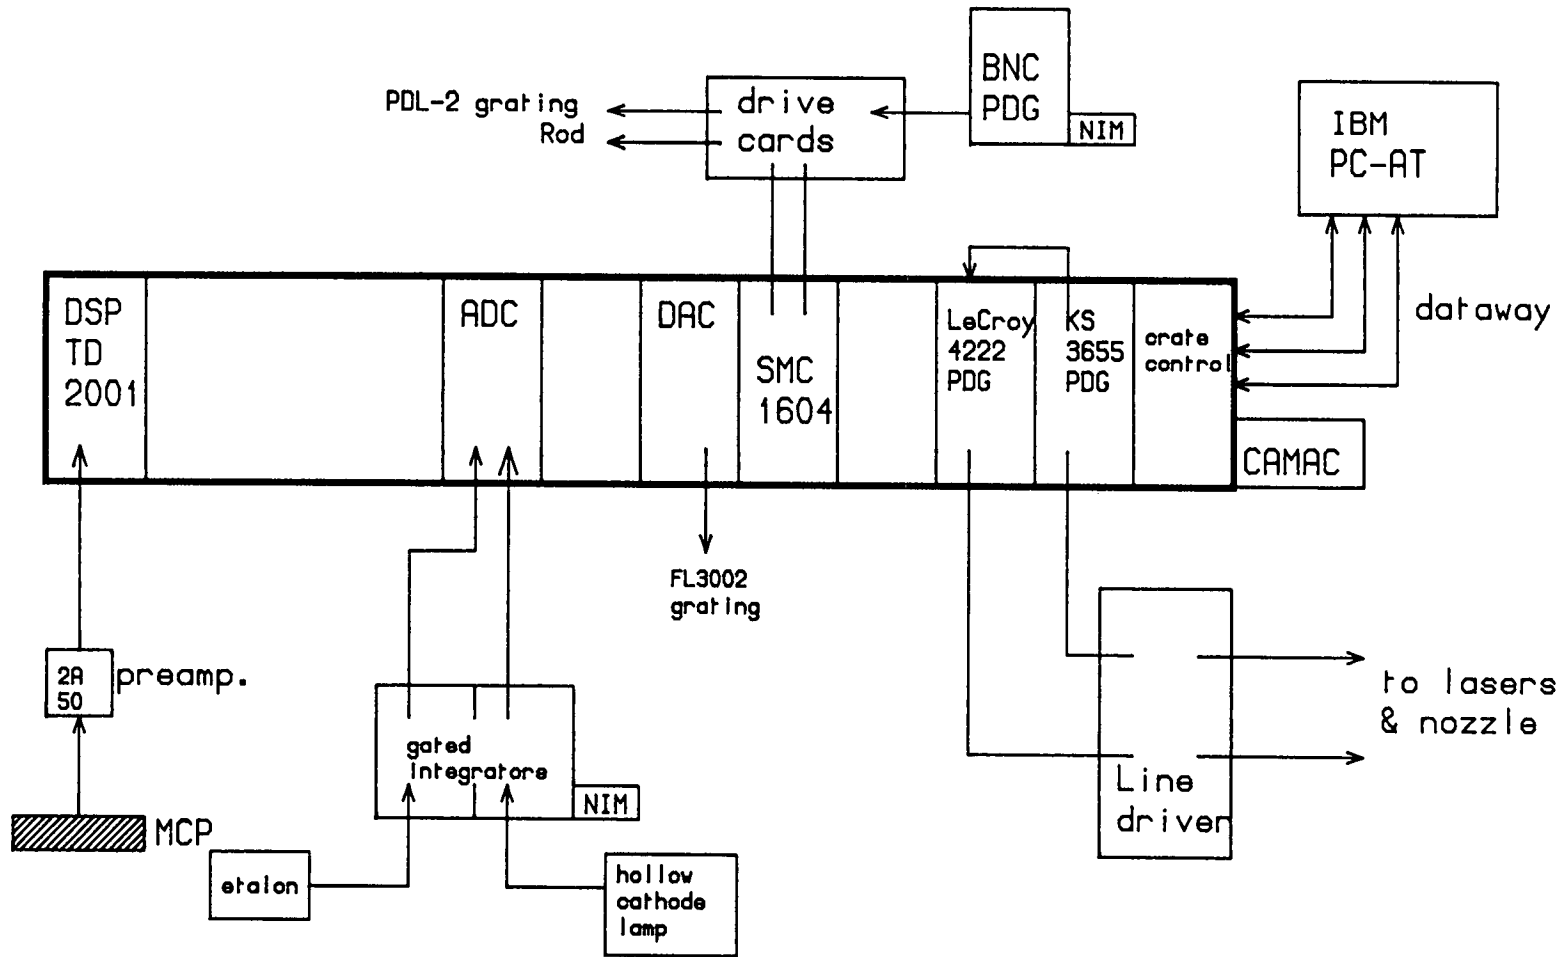 BNC
PDG
NIM
PDL-2 grating
Rod
drive
cards
IBM
PC-AT
dataway
DSP
TD
2001
ADC
DAC
SMC
1604
LeCroy
4222
PDG
KS
3655
PDG
crate
control
CAMAC
FL3002
grating
2A
50
preamp.
gated
integrators
NIM
MCP
etalon
hollow
cathode
lamp
Line
driver
to lasers
& nozzle